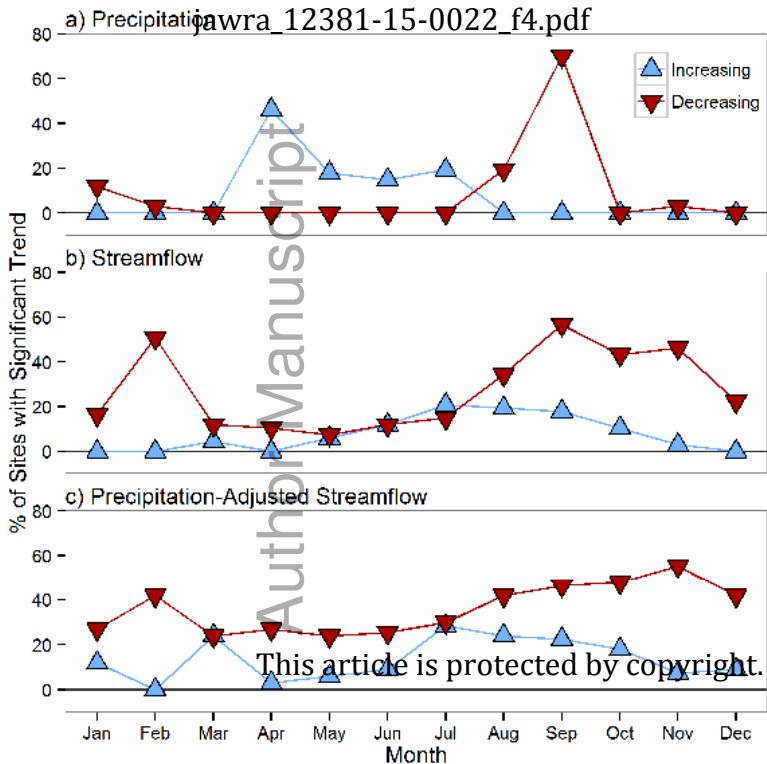 jawra_12381-15-0022_f4.pdf
a) Precipitation
80
60
40
20
0
Increasing
Decreasing
b) Streamflow
80
60
40
20
0
c) Precipitation-Adjusted Streamflow
80
60
40
20
0
% of Sites with Significant Trend
Author Manuscript
This article is protected by copyright.
Jan Feb Mar Apr May Jun Jul Aug Sep Oct Nov Dec
Month